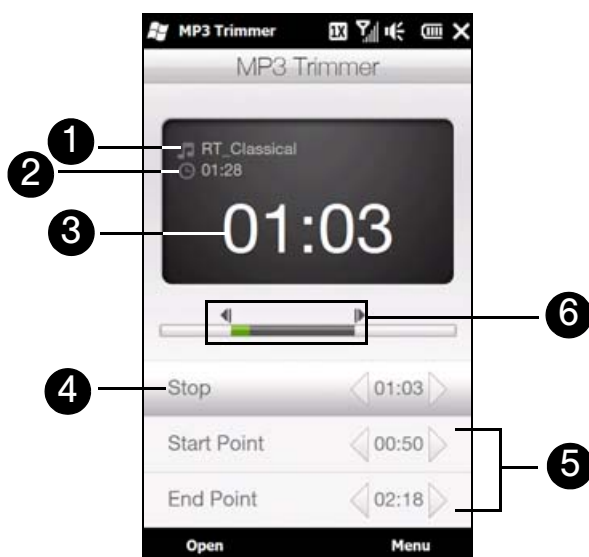 MP3 Trimmer 1X
MP3 Trimmer
1 RT_Classical
2 01:28
3 01:03
6
4 Stop 01:03
Start Point 00:50
5
End Point 02:18
Open Menu